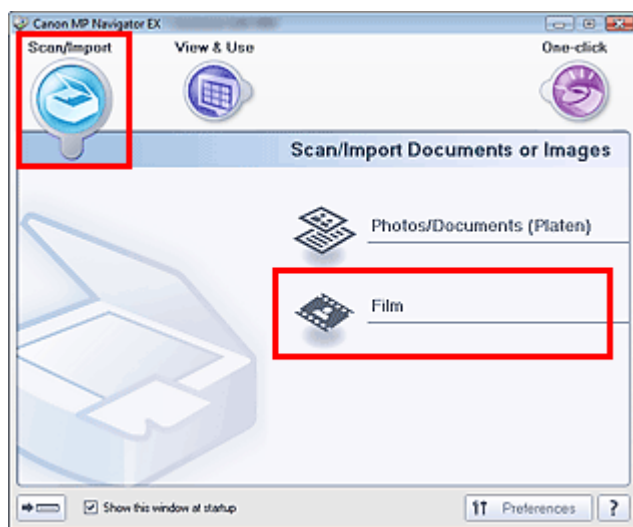 Canon MP Navigator EX
Scan/Import
View & Use
One-click
Scan/Import Documents or Images
Photos/Documents (Platen)
Film
Show this window at startup
Preferences
?